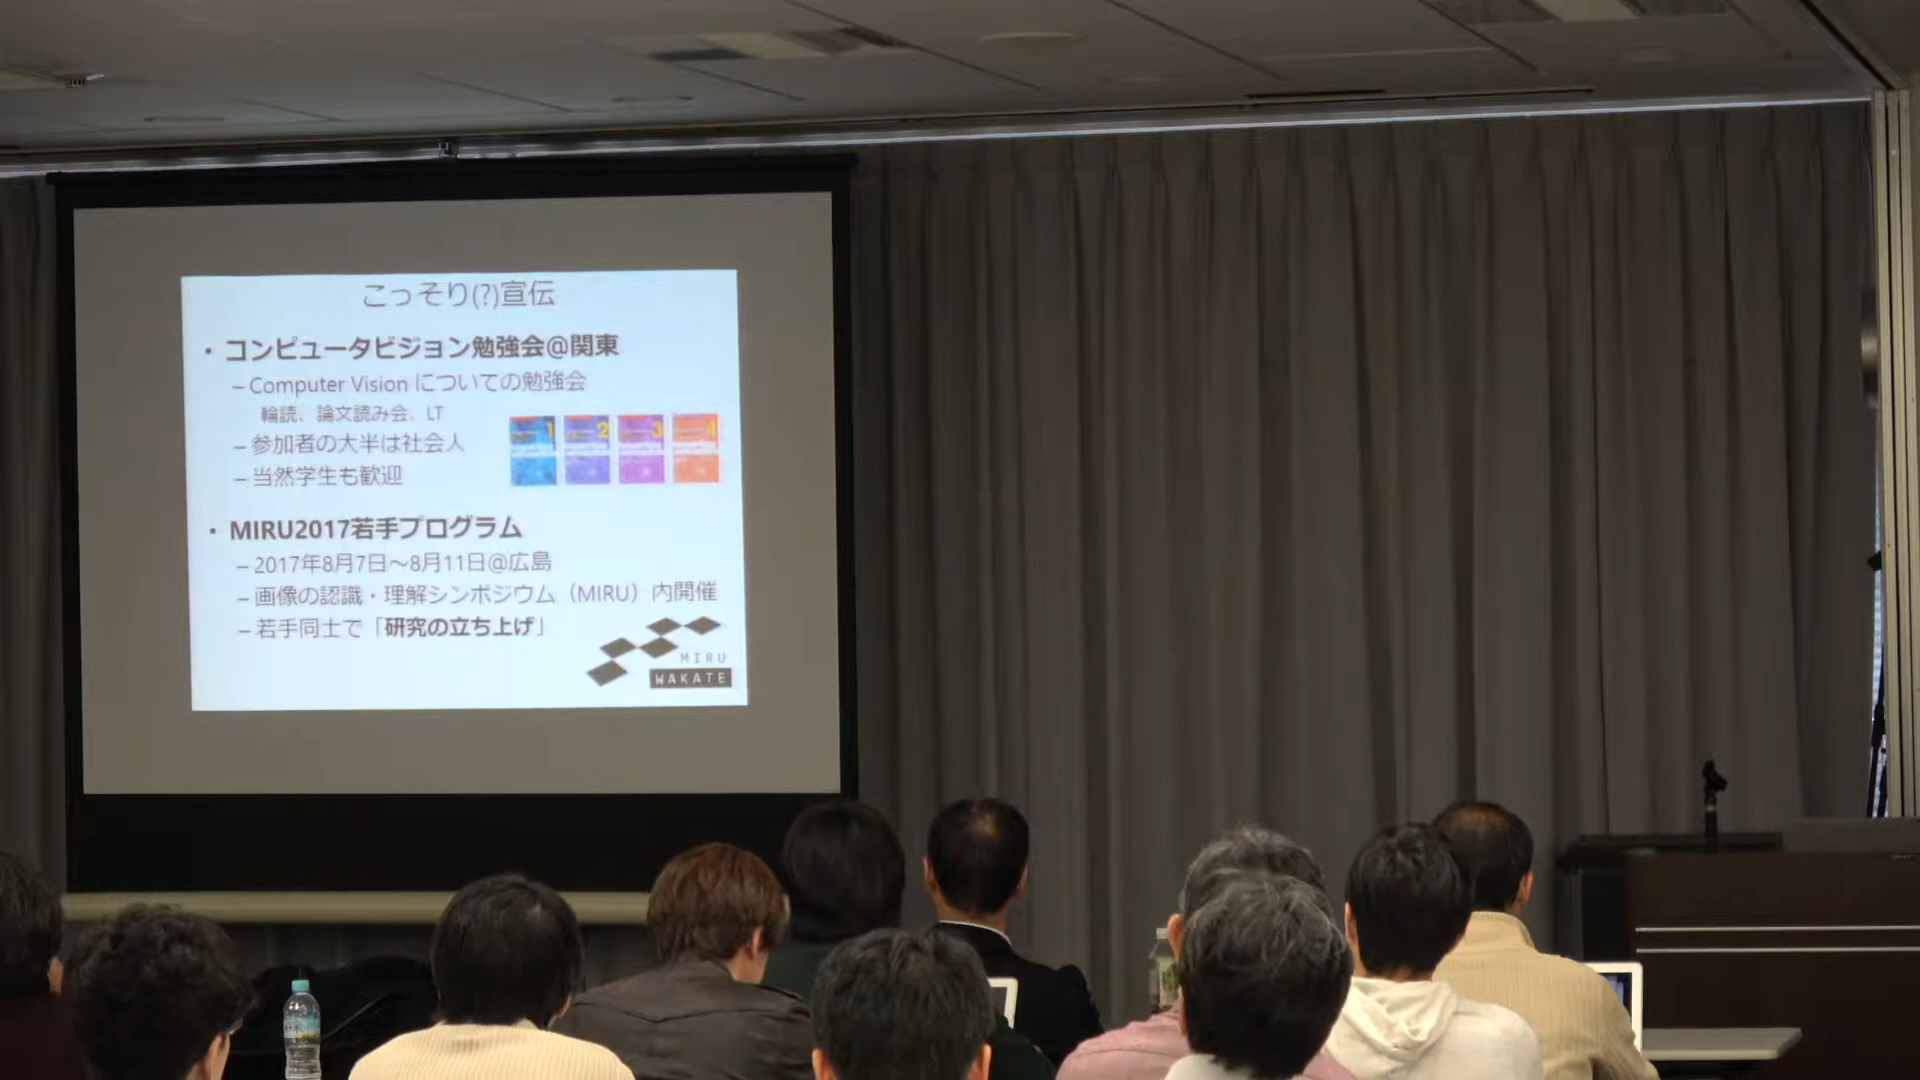 こっそり(?)宣伝
・コンピュータビジョン勉強会@関東
–Computer Vision についての勉強会
輪読、論文読み会、LT
–参加者の大半は社会人
–当然学生も歓迎
1 2 3 4
・MIRU2017若手プログラム
–2017年8月7日〜8月11日@広島
–画像の認識・理解シンポジウム（MIRU）内開催
–若手同士で「研究の立ち上げ」
MIRU
WAKATE